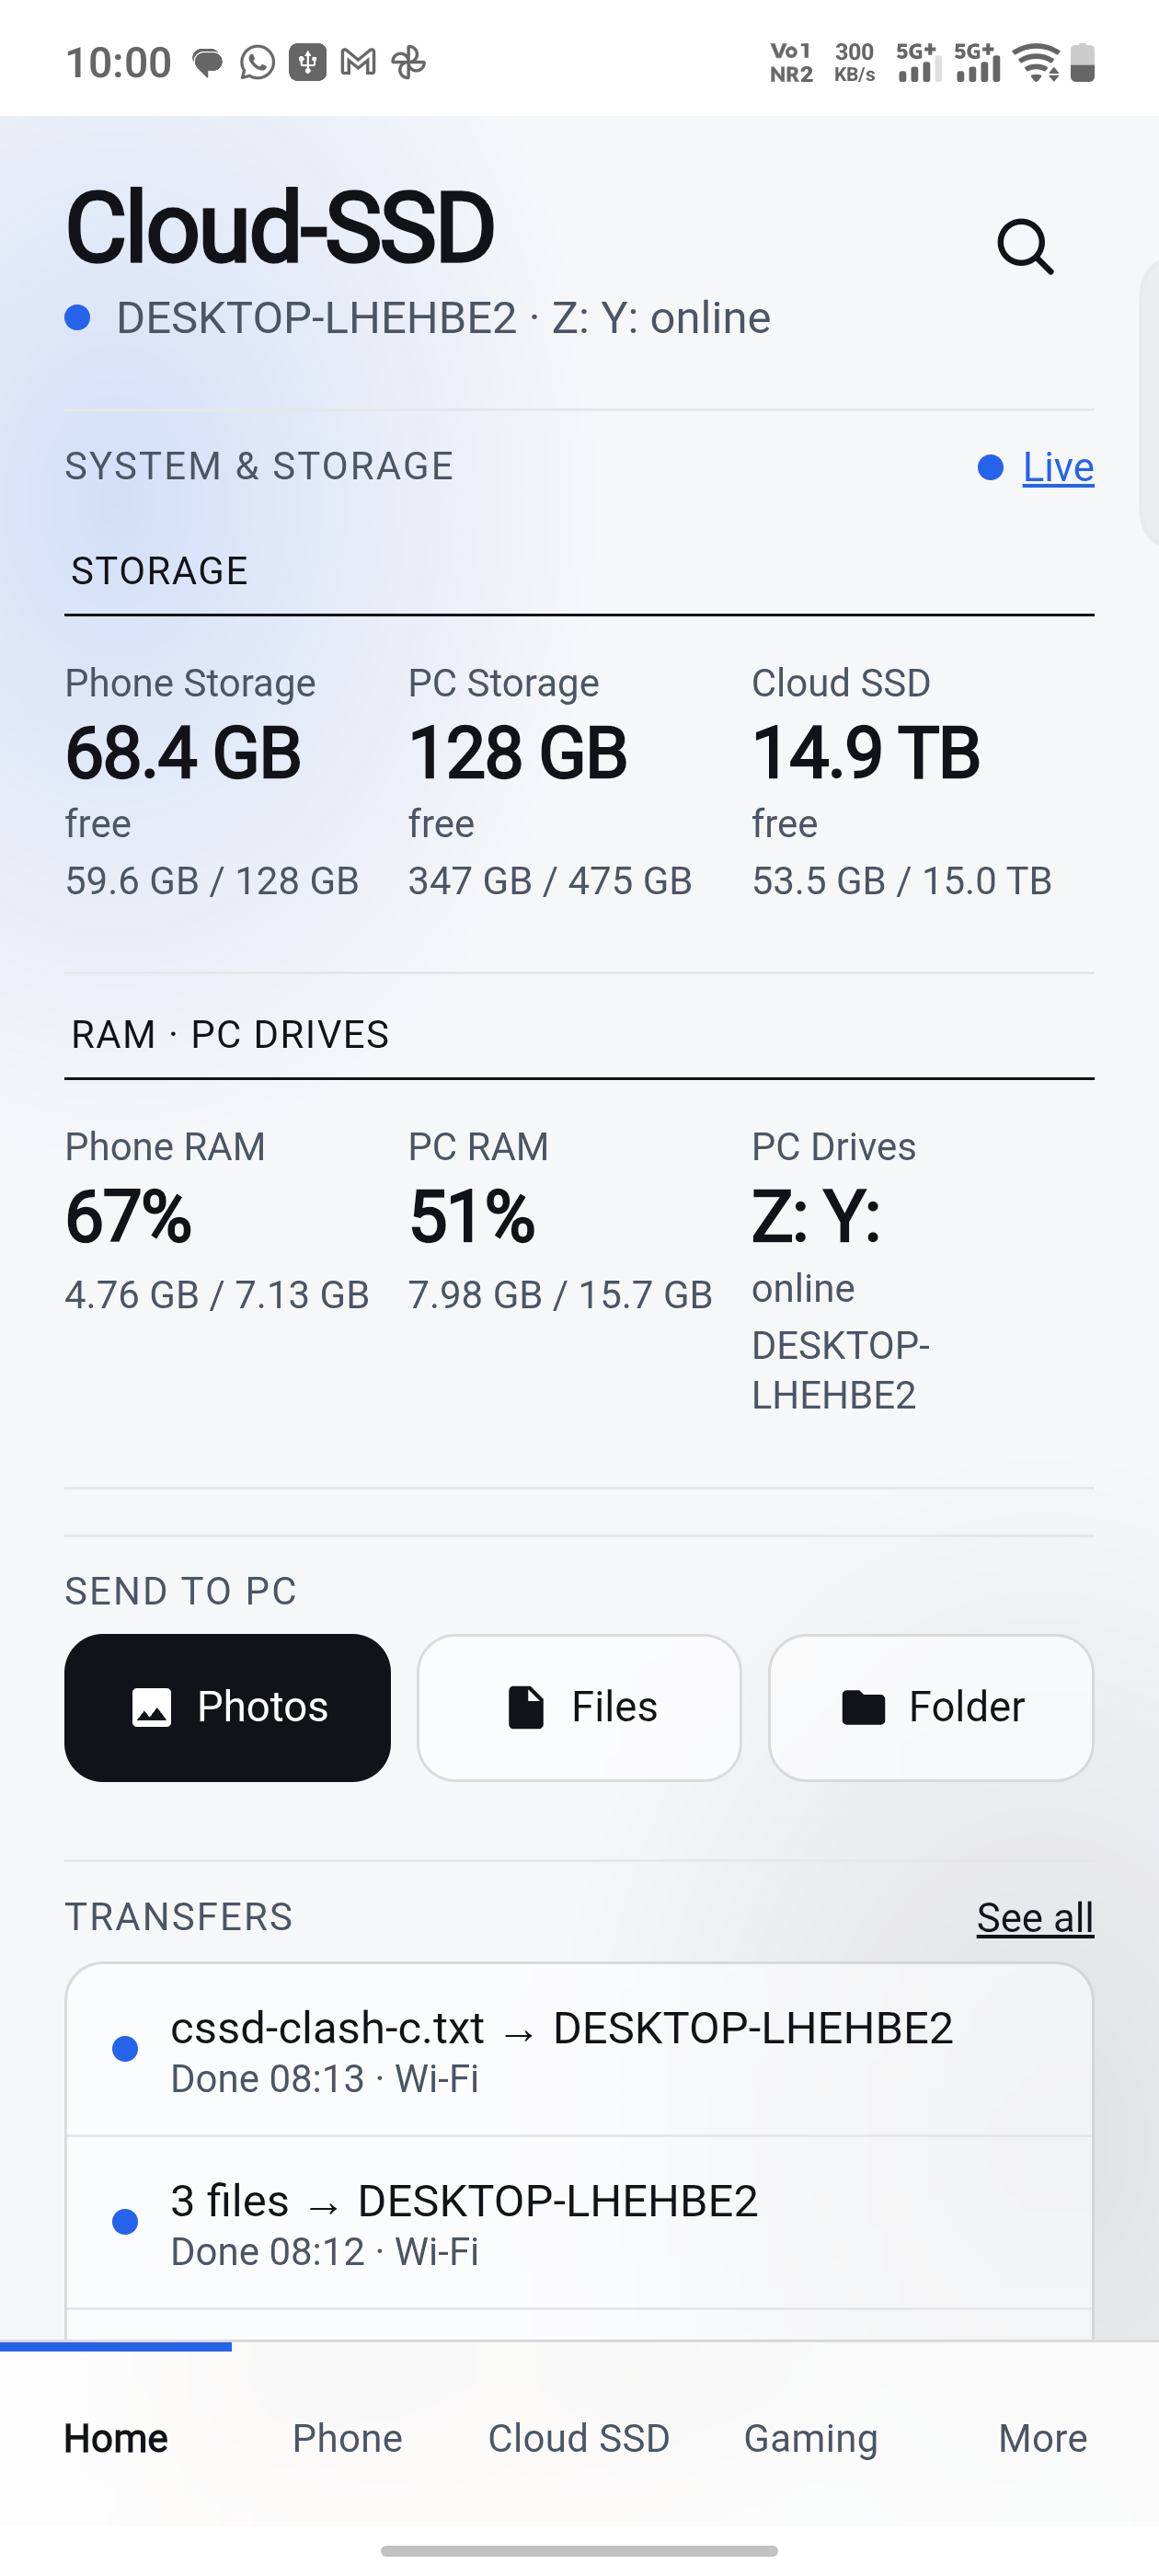 10:00
Vo1 NR2 300 KB/s 5G+ 5G+
Cloud-SSD
DESKTOP-LHEHBE2 · Z: Y: online
SYSTEM & STORAGE Live
STORAGE
Phone Storage PC Storage Cloud SSD
68.4 GB 128 GB 14.9 TB
free free free
59.6 GB / 128 GB 347 GB / 475 GB 53.5 GB / 15.0 TB
RAM · PC DRIVES
Phone RAM PC RAM PC Drives
67% 51% Z: Y:
4.76 GB / 7.13 GB 7.98 GB / 15.7 GB online
DESKTOP-
LHEHBE2
SEND TO PC
Photos Files Folder
TRANSFERS See all
cssd-clash-c.txt → DESKTOP-LHEHBE2
Done 08:13 · Wi-Fi
3 files → DESKTOP-LHEHBE2
Done 08:12 · Wi-Fi
Home Phone Cloud SSD Gaming More